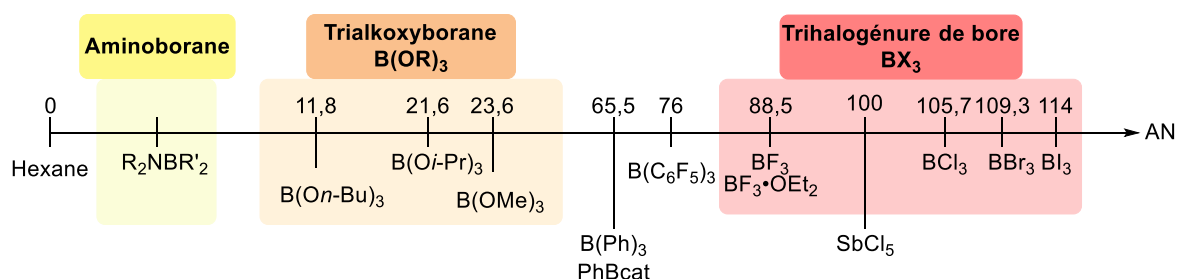 Aminoborane
Trialkoxyborane
B(OR)₃
Trihalogénure de bore
BX₃
0
11,8
21,6
23,6
65,5
76
88,5
100
105,7
109,3
114
AN
Hexane
R₂NBR'₂
B(On-Bu)₃
B(Oi-Pr)₃
B(OMe)₃
B(Ph)₃
PhBcat
B(C₆F₅)₃
BF₃
BF₃•OEt₂
SbCl₅
BCl₃
BBr₃
BI₃